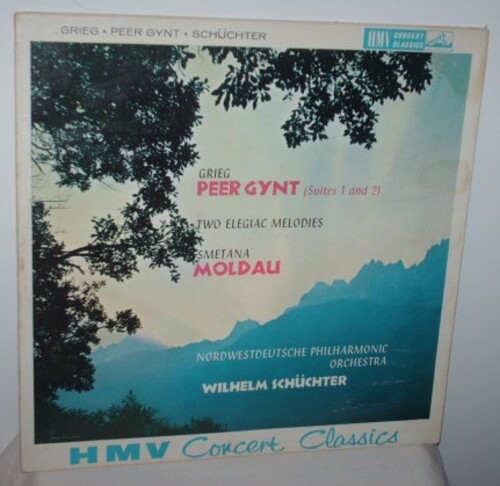 GRIEG • PEER GYNT • SCHÜCHTER
HMV CONCERT CLASSICS
GRIEG
PEER GYNT (Suites 1 and 2)
TWO ELEGIAC MELODIES
SMETANA
MOLDAU
NORDWESTDEUTSCHE PHILHARMONIC
ORCHESTRA
WILHELM SCHÜCHTER
HMV Concert Classics